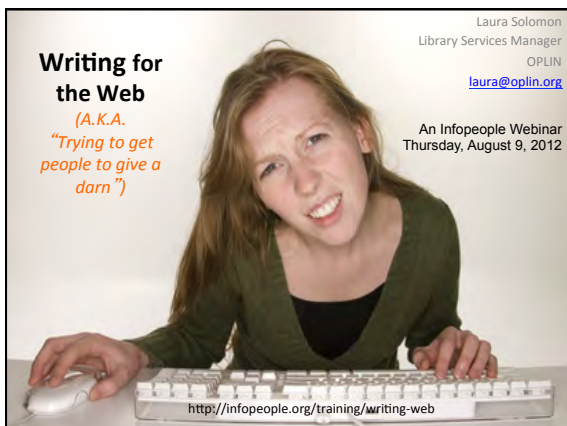 Writing for
the Web
(A.K.A.
“Trying to get
people to give a
darn”)
Laura Solomon
Library Services Manager
OPLIN
laura@oplin.org
An Infopeople Webinar
Thursday, August 9, 2012
http://infopeople.org/training/writing-web